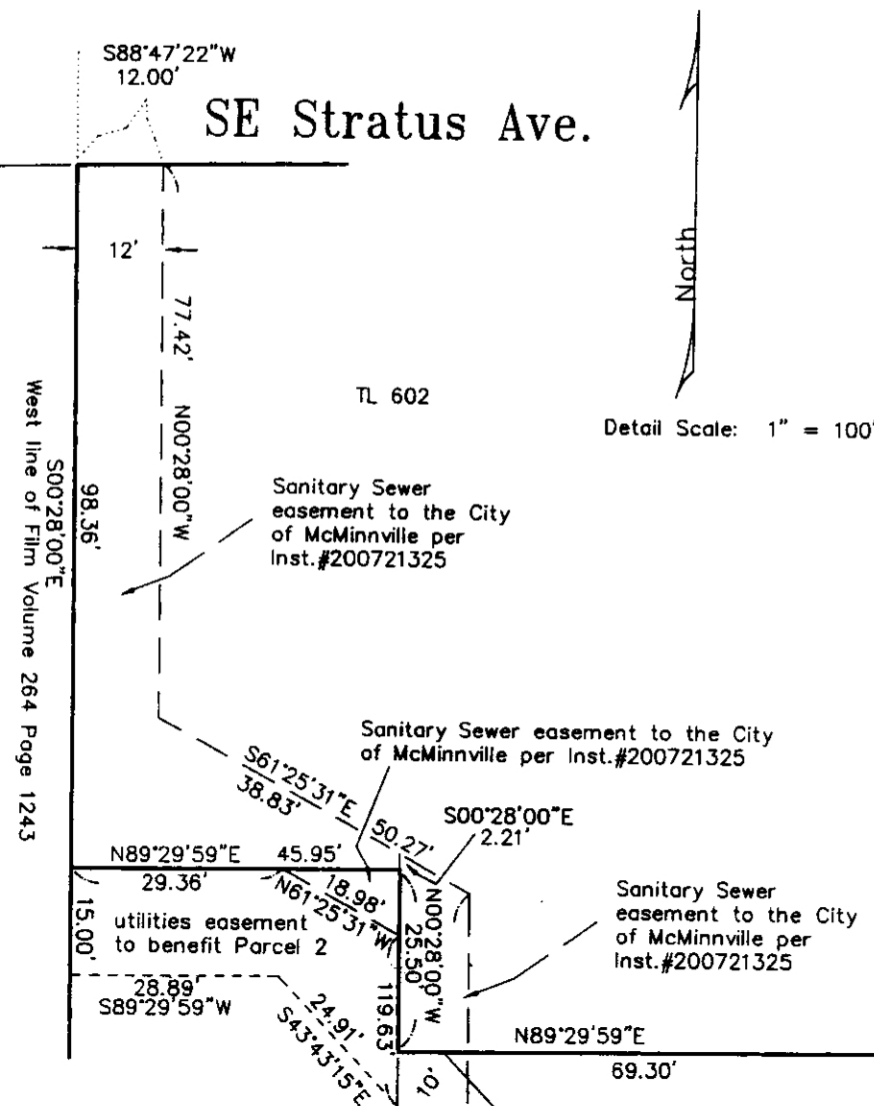 S88°47'22"W
12.00'
SE Stratus Ave.
North
12'
77.42' N00°28'00"W
TL 602
Detail Scale: 1" = 100'
West line of Film Volume 264 Page 1243
S00°28'00"E
98.36'
Sanitary Sewer
easement to the City
of McMinnville per
Inst.#200721325
Sanitary Sewer easement to the City
of McMinnville per Inst.#200721325
S61°25'31"E
38.83'
50.27'
S00°28'00"E
2.21'
N89°29'59"E 45.95'
29.36'
18.98'
N61°25'31"W
15.00'
utilities easement
to benefit Parcel 2
N00°28'00"W
25.50'
119.63
Sanitary Sewer
easement to the City
of McMinnville per
Inst.#200721325
28.89'
S89°29'59"W
24.91'
S43°43'15"E
N89°29'59"E
69.30'
10'